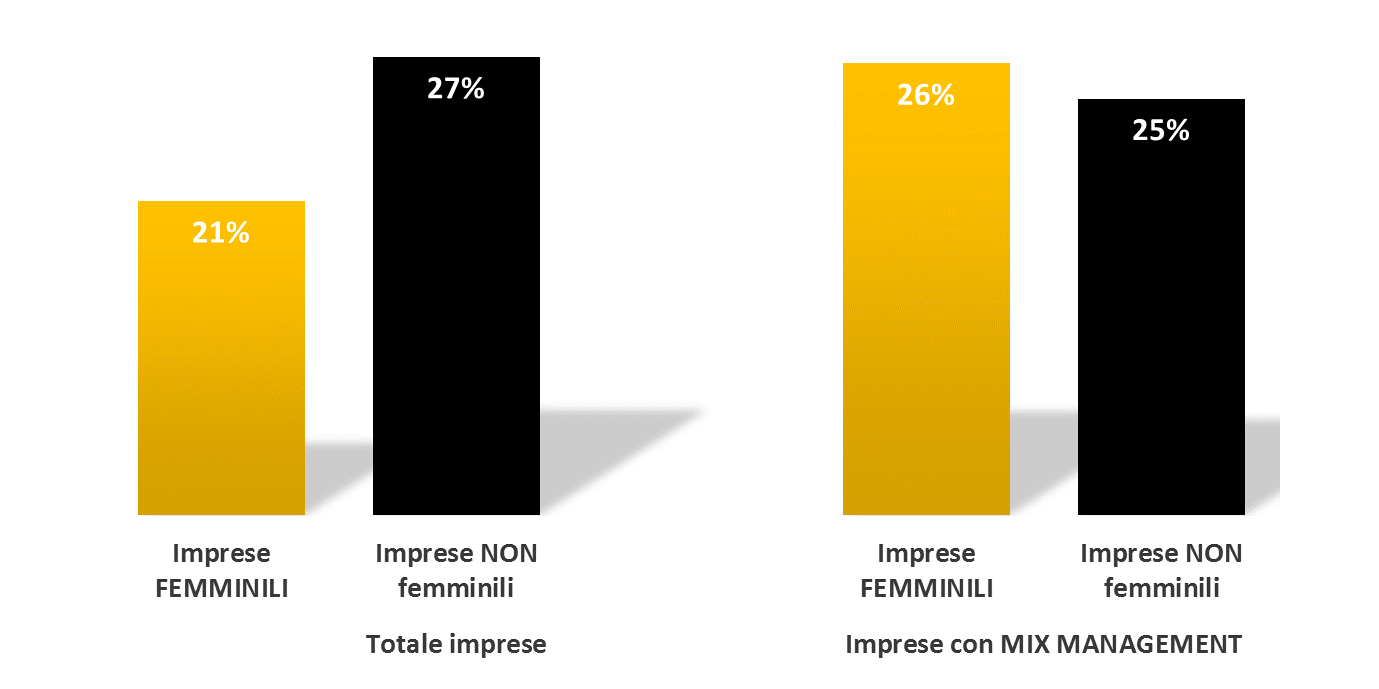 27%
26%
25%
21%
Imprese
FEMMINILI
Imprese NON
femminili
Imprese
FEMMINILI
Imprese NON
femminili
Totale imprese
Imprese con MIX MANAGEMENT